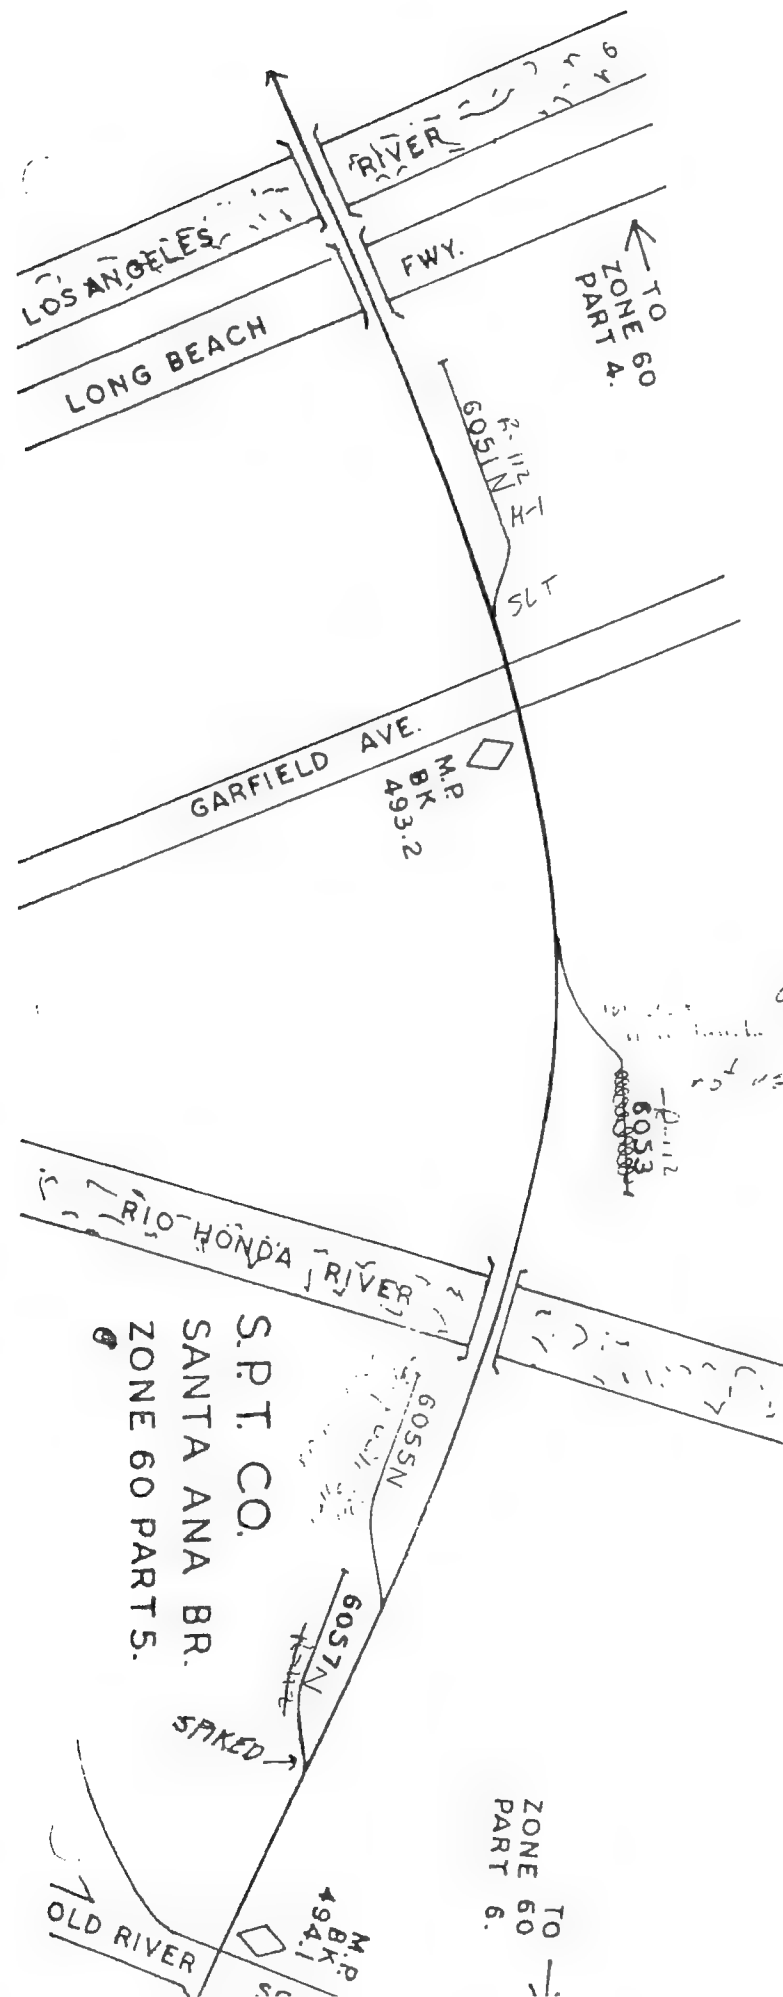 RIVER
LOS ANGELES
FWY.
LONG BEACH
TO
ZONE 60
PART 4.
R-112
6051N
H-1
SLT
GARFIELD AVE.
M.P.
BK
493.2
6053
RIO HONDA RIVER
6055N
S.P.T. CO.
SANTA ANA BR.
ZONE 60 PART 5.
6057N
SPIKED
TO
ZONE 60
PART 6.
M.P.
BK.
494.1
OLD RIVER